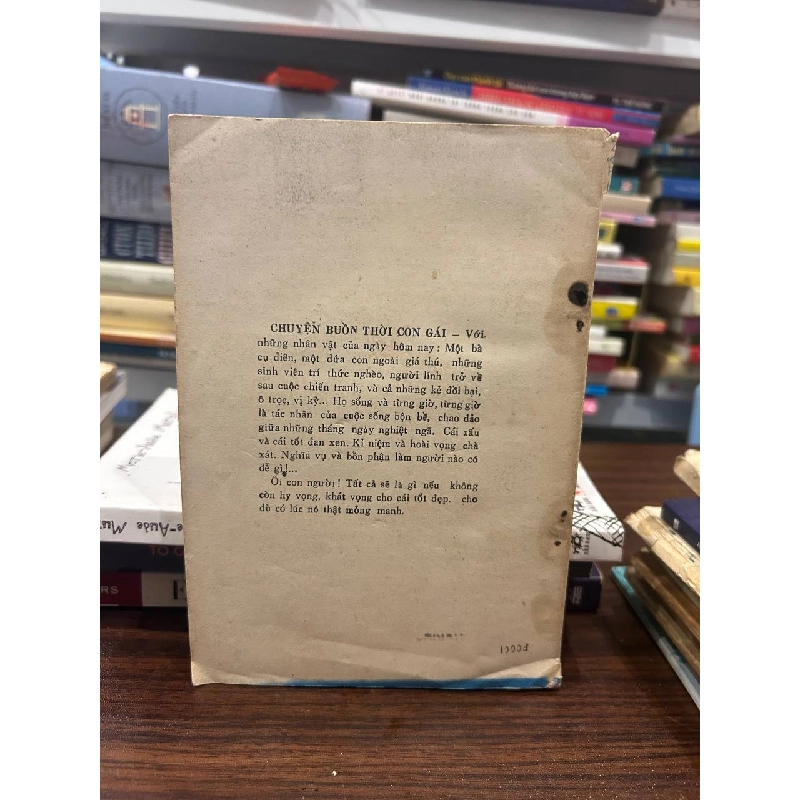 CHUYỆN BUỒN THỜI CON GÁI — Với
những nhân vật của ngày hôm nay: Một bà
cụ điên, một đứa con ngoài giá thú, những
sinh viên trí thức nghèo, người lính trở về
sau cuộc chiến tranh, và cả những kẻ đồi bại,
ô trọc, vị kỷ... Họ sống và từng giờ, từng giờ
là tác nhân của cuộc sống bộn bề, chao đảo
giữa những tháng ngày nghiệt ngã. Cái xấu
và cái tốt đan xen. Kỉ niệm và hoài vọng chà
xát. Nghĩa vụ và bổn phận làm người nào có
dễ gì!...
Ôi con người! Tất cả sẽ là gì nếu không
còn hy vọng, khát vọng cho cái tốt đẹp, cho
dù có lúc nó thật mỏng manh.